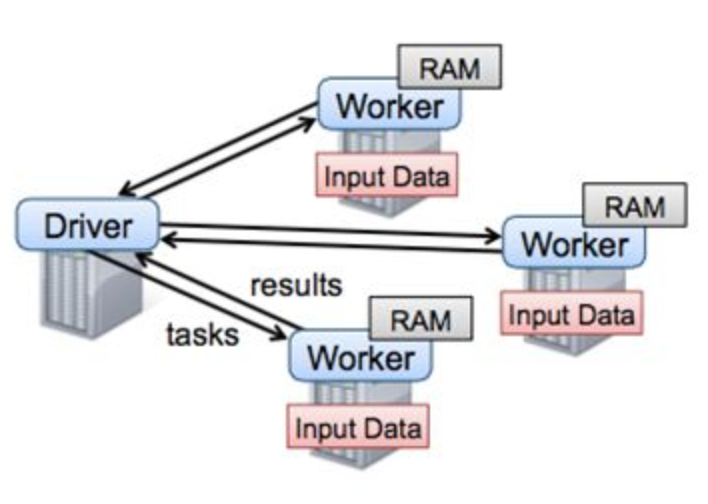 RAM
Worker
Input Data
Driver
RAM
Worker
Input Data
results
tasks
RAM
Worker
Input Data